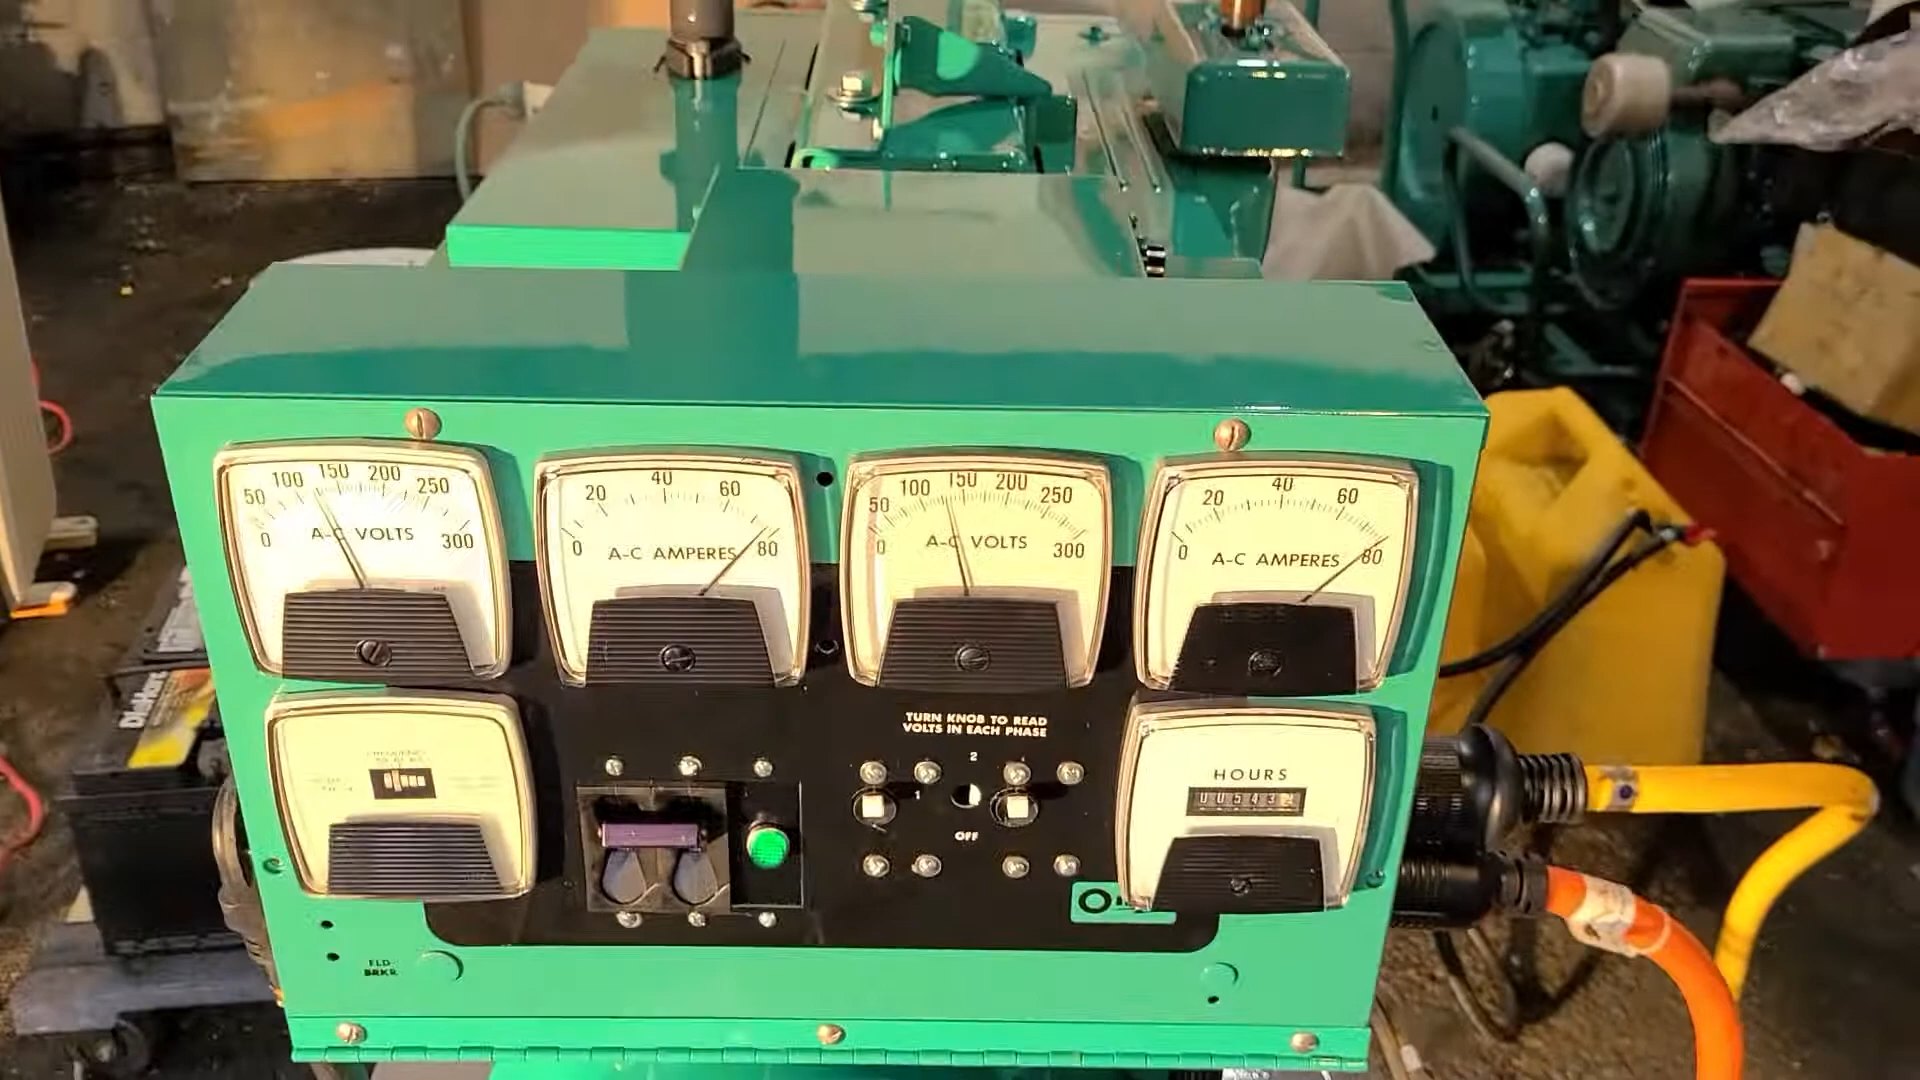 0 50 100 150 200 250 300
A-C VOLTS
0 20 40 60 80
A-C AMPERES
0 50 100 150 200 250 300
A-C VOLTS
0 20 40 60 80
A-C AMPERES
DieHard
TURN KNOB TO READ
VOLTS IN EACH PHASE
2
1
OFF
HOURS
FLD
BRKR